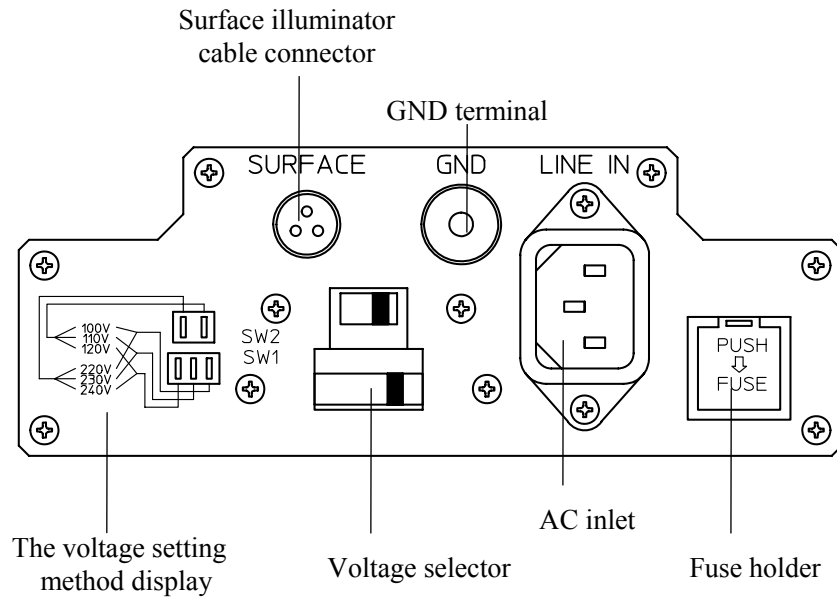 Surface illuminator
cable connector
GND terminal
SURFACE
GND
LINE IN
100V
110V
120V
220V
230V
240V
SW2
SW1
PUSH
FUSE
AC inlet
The voltage setting
method display
Voltage selector
Fuse holder